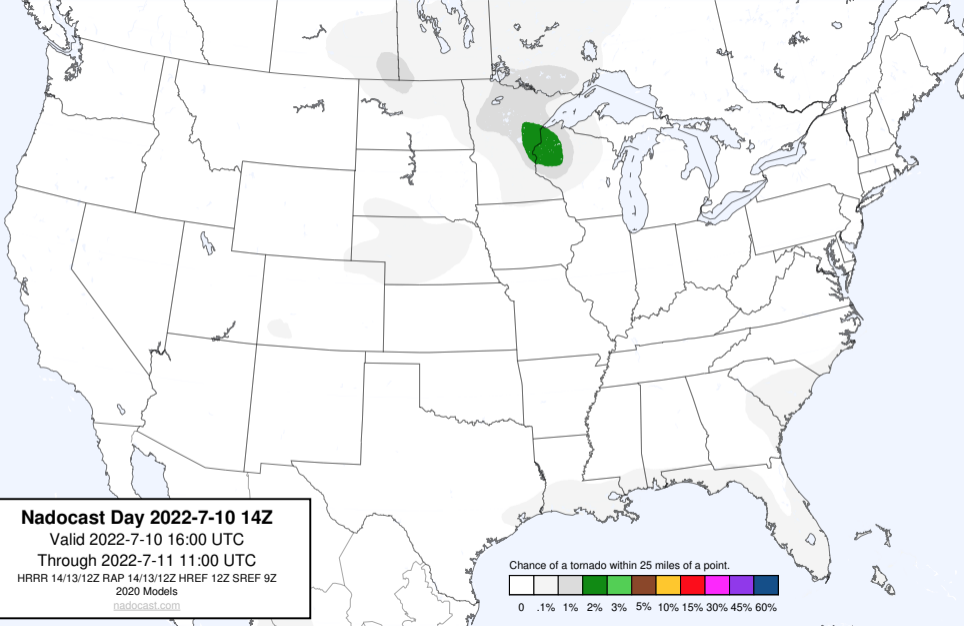 Nadocast Day 2022-7-10 14Z
Valid 2022-7-10 16:00 UTC
Through 2022-7-11 11:00 UTC
HRRR 14/13/12Z RAP 14/13/12Z HREF 12Z SREF 9Z
2020 Models
nadocast.com
Chance of a tornado within 25 miles of a point.
0 .1% 1% 2% 3% 5% 10% 15% 30% 45% 60%